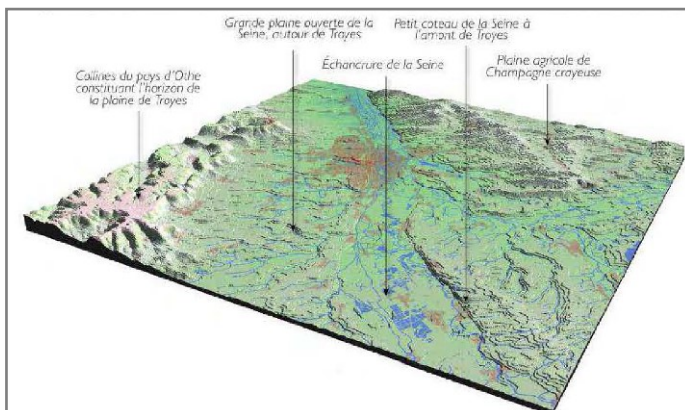 Grande plaine ouverte de la
Seine, autour de Troyes
Petit coteau de la Seine à
l'amont de Troyes
Échancrure de la Seine
Plaine agricole de
Champagne crayeuse
Collines du pays d'Othe
constituant l'horizon de
la plaine de Troyes